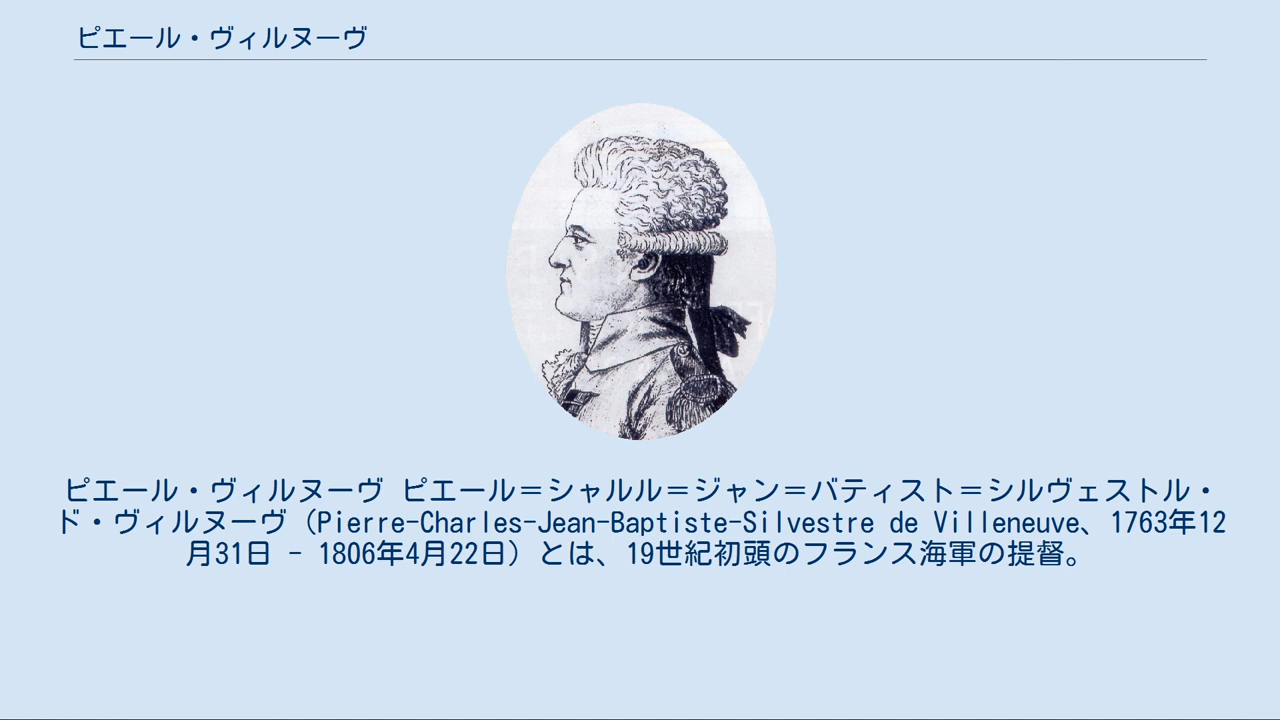 ピエール・ヴィルヌーヴ
ピエール・ヴィルヌーヴ ピエール＝シャルル＝ジャン＝バティスト＝シルヴェストル・
ド・ヴィルヌーヴ（Pierre-Charles-Jean-Baptiste-Silvestre de Villeneuve、1763年12
月31日 - 1806年4月22日）とは、19世紀初頭のフランス海軍の提督。